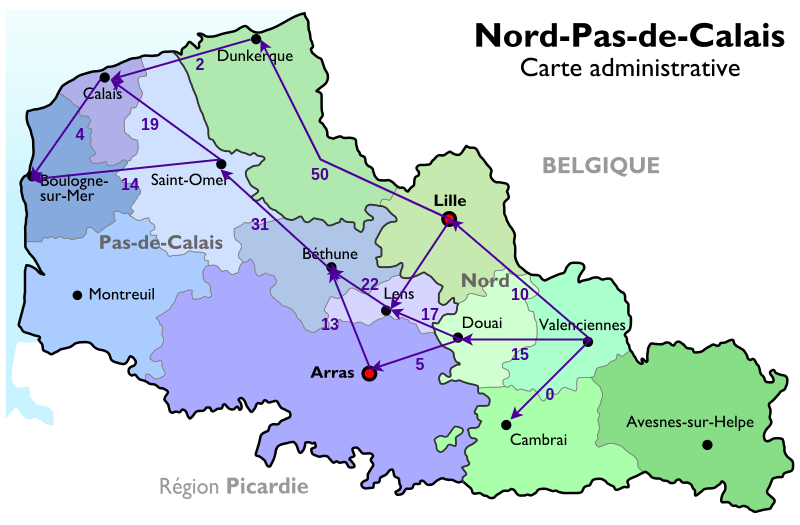 Nord-Pas-de-Calais
Carte administrative
Dunkerque
2
Calais
19
4
BELGIQUE
50
Saint-Omer
14
Boulogne-
sur-Mer
Lille
31
Pas-de-Calais
Béthune
22
Nord
10
Lens
Montreuil
17
13
Douai
Valenciennes
15
5
Arras
0
Avesnes-sur-Helpe
Cambrai
Région Picardie